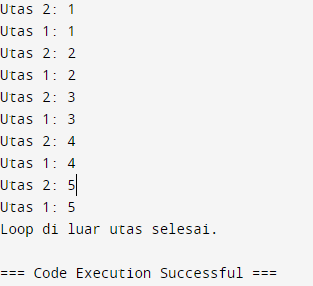 Utas 2: 1
Utas 1: 1
Utas 2: 2
Utas 1: 2
Utas 2: 3
Utas 1: 3
Utas 2: 4
Utas 1: 4
Utas 2: 5
Utas 1: 5
Loop di luar utas selesai.
=== Code Execution Successful ===